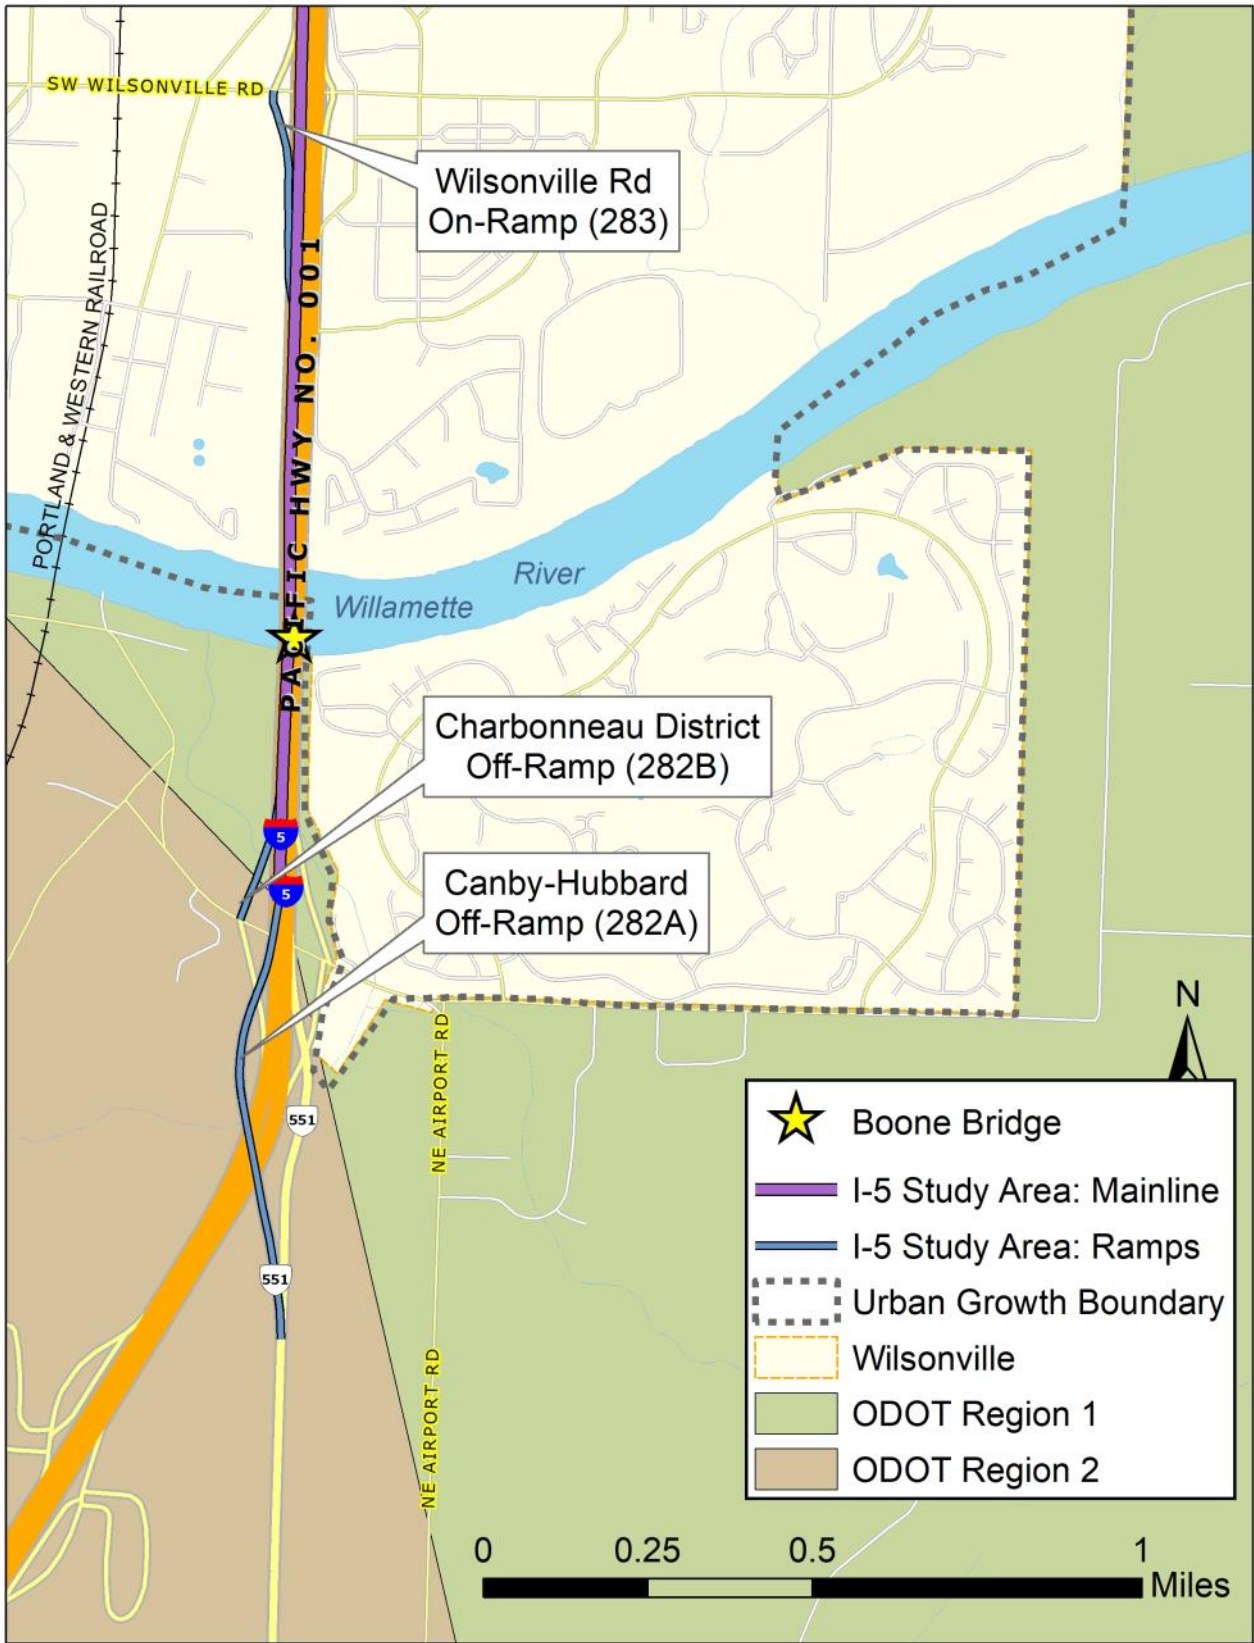 SW WILSONVILLE RD
Wilsonville Rd
On-Ramp (283)
PORTLAND & WESTERN RAILROAD
PACIFIC HWY NO. 001
River
Willamette
Charbonneau District
Off-Ramp (282B)
5
5
Canby-Hubbard
Off-Ramp (282A)
N
NE AIRPORT RD
551
551
NE AIRPORT RD
Boone Bridge
I-5 Study Area: Mainline
I-5 Study Area: Ramps
Urban Growth Boundary
Wilsonville
ODOT Region 1
ODOT Region 2
0 0.25 0.5 1
Miles